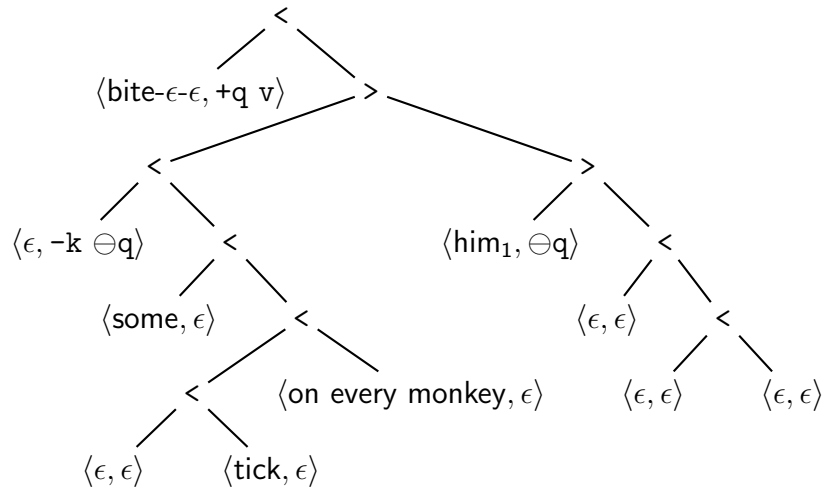 <
⟨bite-ϵ-ϵ, +q v⟩
>
<
>
⟨ϵ, -k ⊖q⟩
<
⟨him₁, ⊖q⟩
<
⟨some, ϵ⟩
<
⟨ϵ, ϵ⟩
<
<
⟨on every monkey, ϵ⟩
⟨ϵ, ϵ⟩
⟨ϵ, ϵ⟩
⟨ϵ, ϵ⟩
⟨tick, ϵ⟩